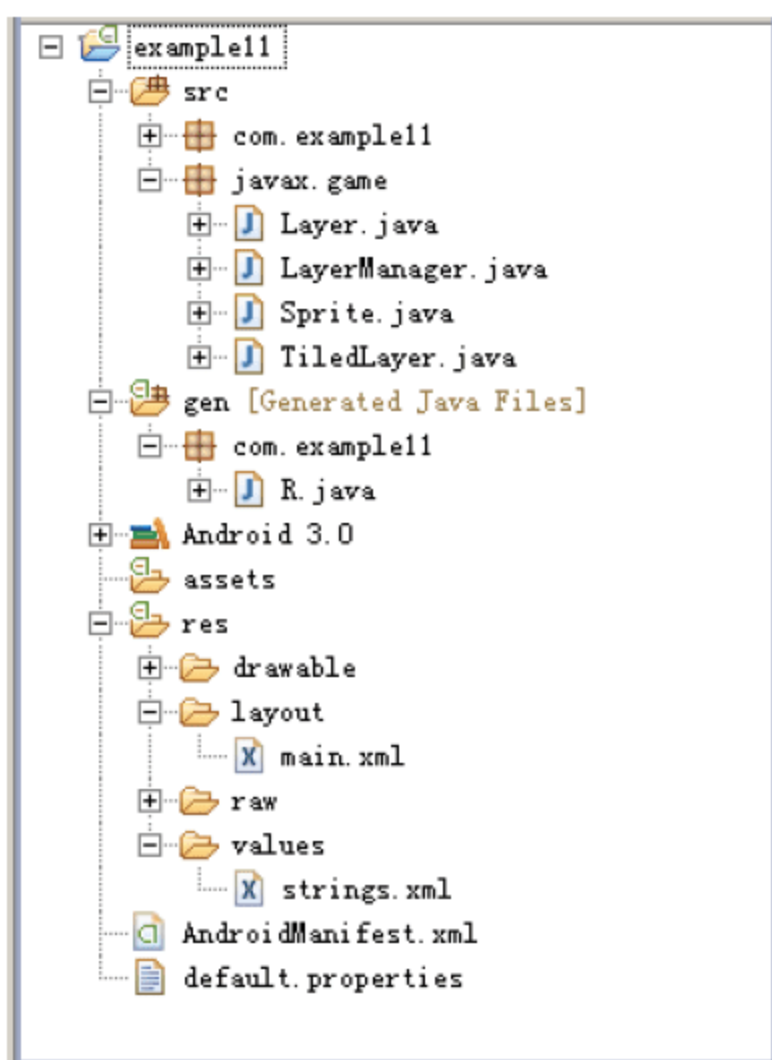 example11
src
com.example11
javax.game
Layer.java
LayerManager.java
Sprite.java
TiledLayer.java
gen [Generated Java Files]
com.example11
R.java
Android 3.0
assets
res
drawable
layout
main.xml
raw
values
strings.xml
AndroidManifest.xml
default.properties